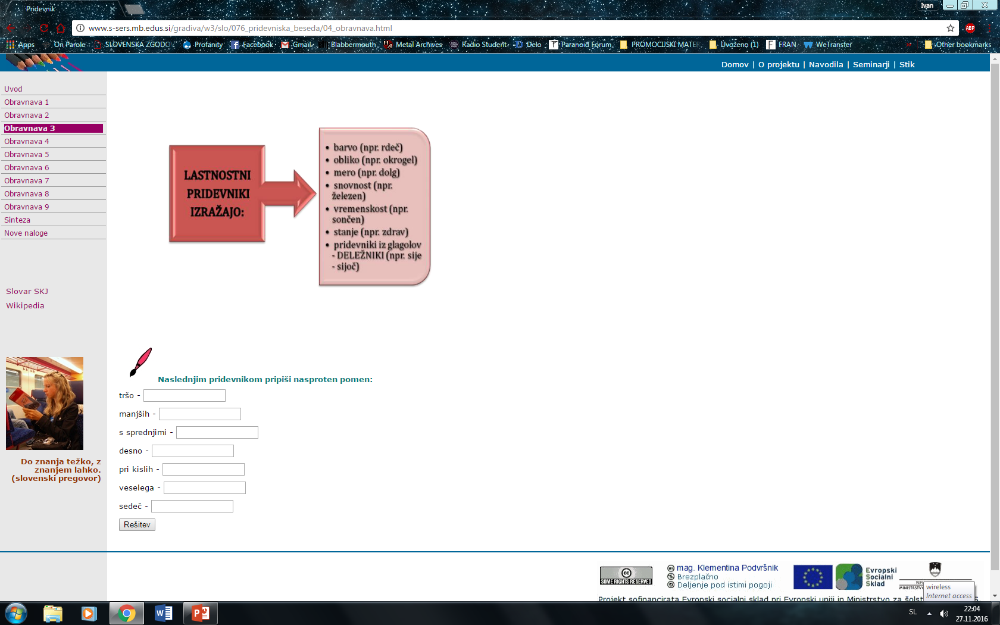 Pridevnik
Ivan
www.s-sers.mb.edus.si/gradiva/w3/slo/076_pridevniska_beseda/04_obravnava.html
ABP
Apps On Parole SLOVENSKA ZGODO Profanity Facebook Gmail Blabbermouth Metal Archives Radio Student Delo Paranoid Forum PROMOCIJSKI MATER Uvoženo (1) FRAN WeTransfer Other bookmarks
Domov | O projektu | Navodila | Seminarji | Stik
Uvod
Obravnava 1
Obravnava 2
Obravnava 3
Obravnava 4
Obravnava 5
Obravnava 6
Obravnava 7
Obravnava 8
Obravnava 9
Sinteza
Nove naloge
Slovar SKJ
Wikipedia
Do znanja težko, z
znanjem lahko.
(slovenski pregovor)
LASTNOSTNI
PRIDEVNIKI
IZRAŽAJO:
• barvo (npr. rdeč)
• obliko (npr. okrogel)
• mero (npr. dolg)
• snovnost (npr.
železen)
• vremenskost (npr.
sončen)
• stanje (npr. zdrav)
• pridevniki iz glagolov
- DELEŽNIKI (npr. sije
- sijoč)
Naslednjim pridevnikom pripiši nasproten pomen:
tršo -
manjših -
s sprednjimi -
desno -
pri kislih -
veselega -
sedeč -
Rešitev
cc
SOME RIGHTS RESERVED
mag. Klementina Podvršnik
Brezplačno
Deljenje pod istimi pogoji
Evropski
Socialni
Sklad
wireless
Internet access
Projekt sofinancirata Evropski socialni sklad pri Evropski uniji in Ministrstvo za šolst
SL
22:04
27.11.2016